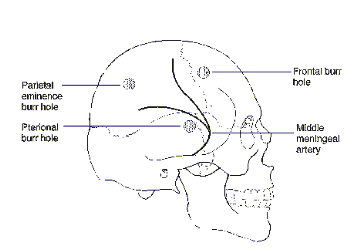 Parietal
eminence
burr hole
Pterional
burr hole
Frontal burr
hole
Middle
meningeal
artery